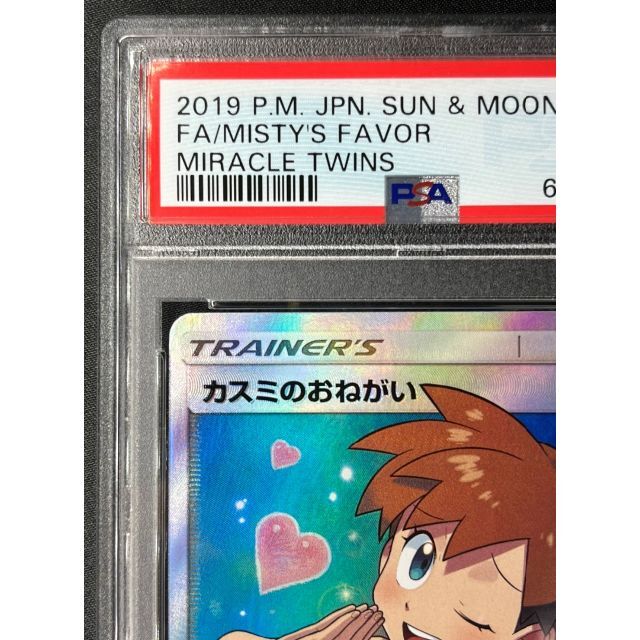 2019 P.M. JPN. SUN & MOON
FA/MISTY'S FAVOR
MIRACLE TWINS
PSA
6
TRAINER'S
カスミのおねがい